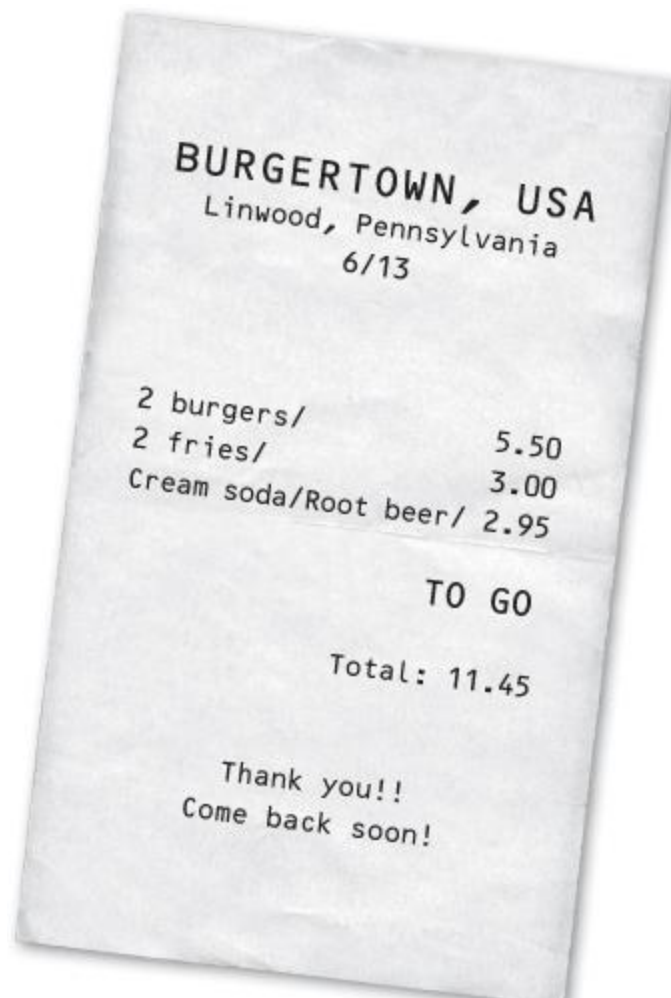 BURGERTOWN, USA
Linwood, Pennsylvania
6/13
2 burgers/ 5.50
2 fries/ 3.00
Cream soda/Root beer/ 2.95
TO GO
Total: 11.45
Thank you!!
Come back soon!